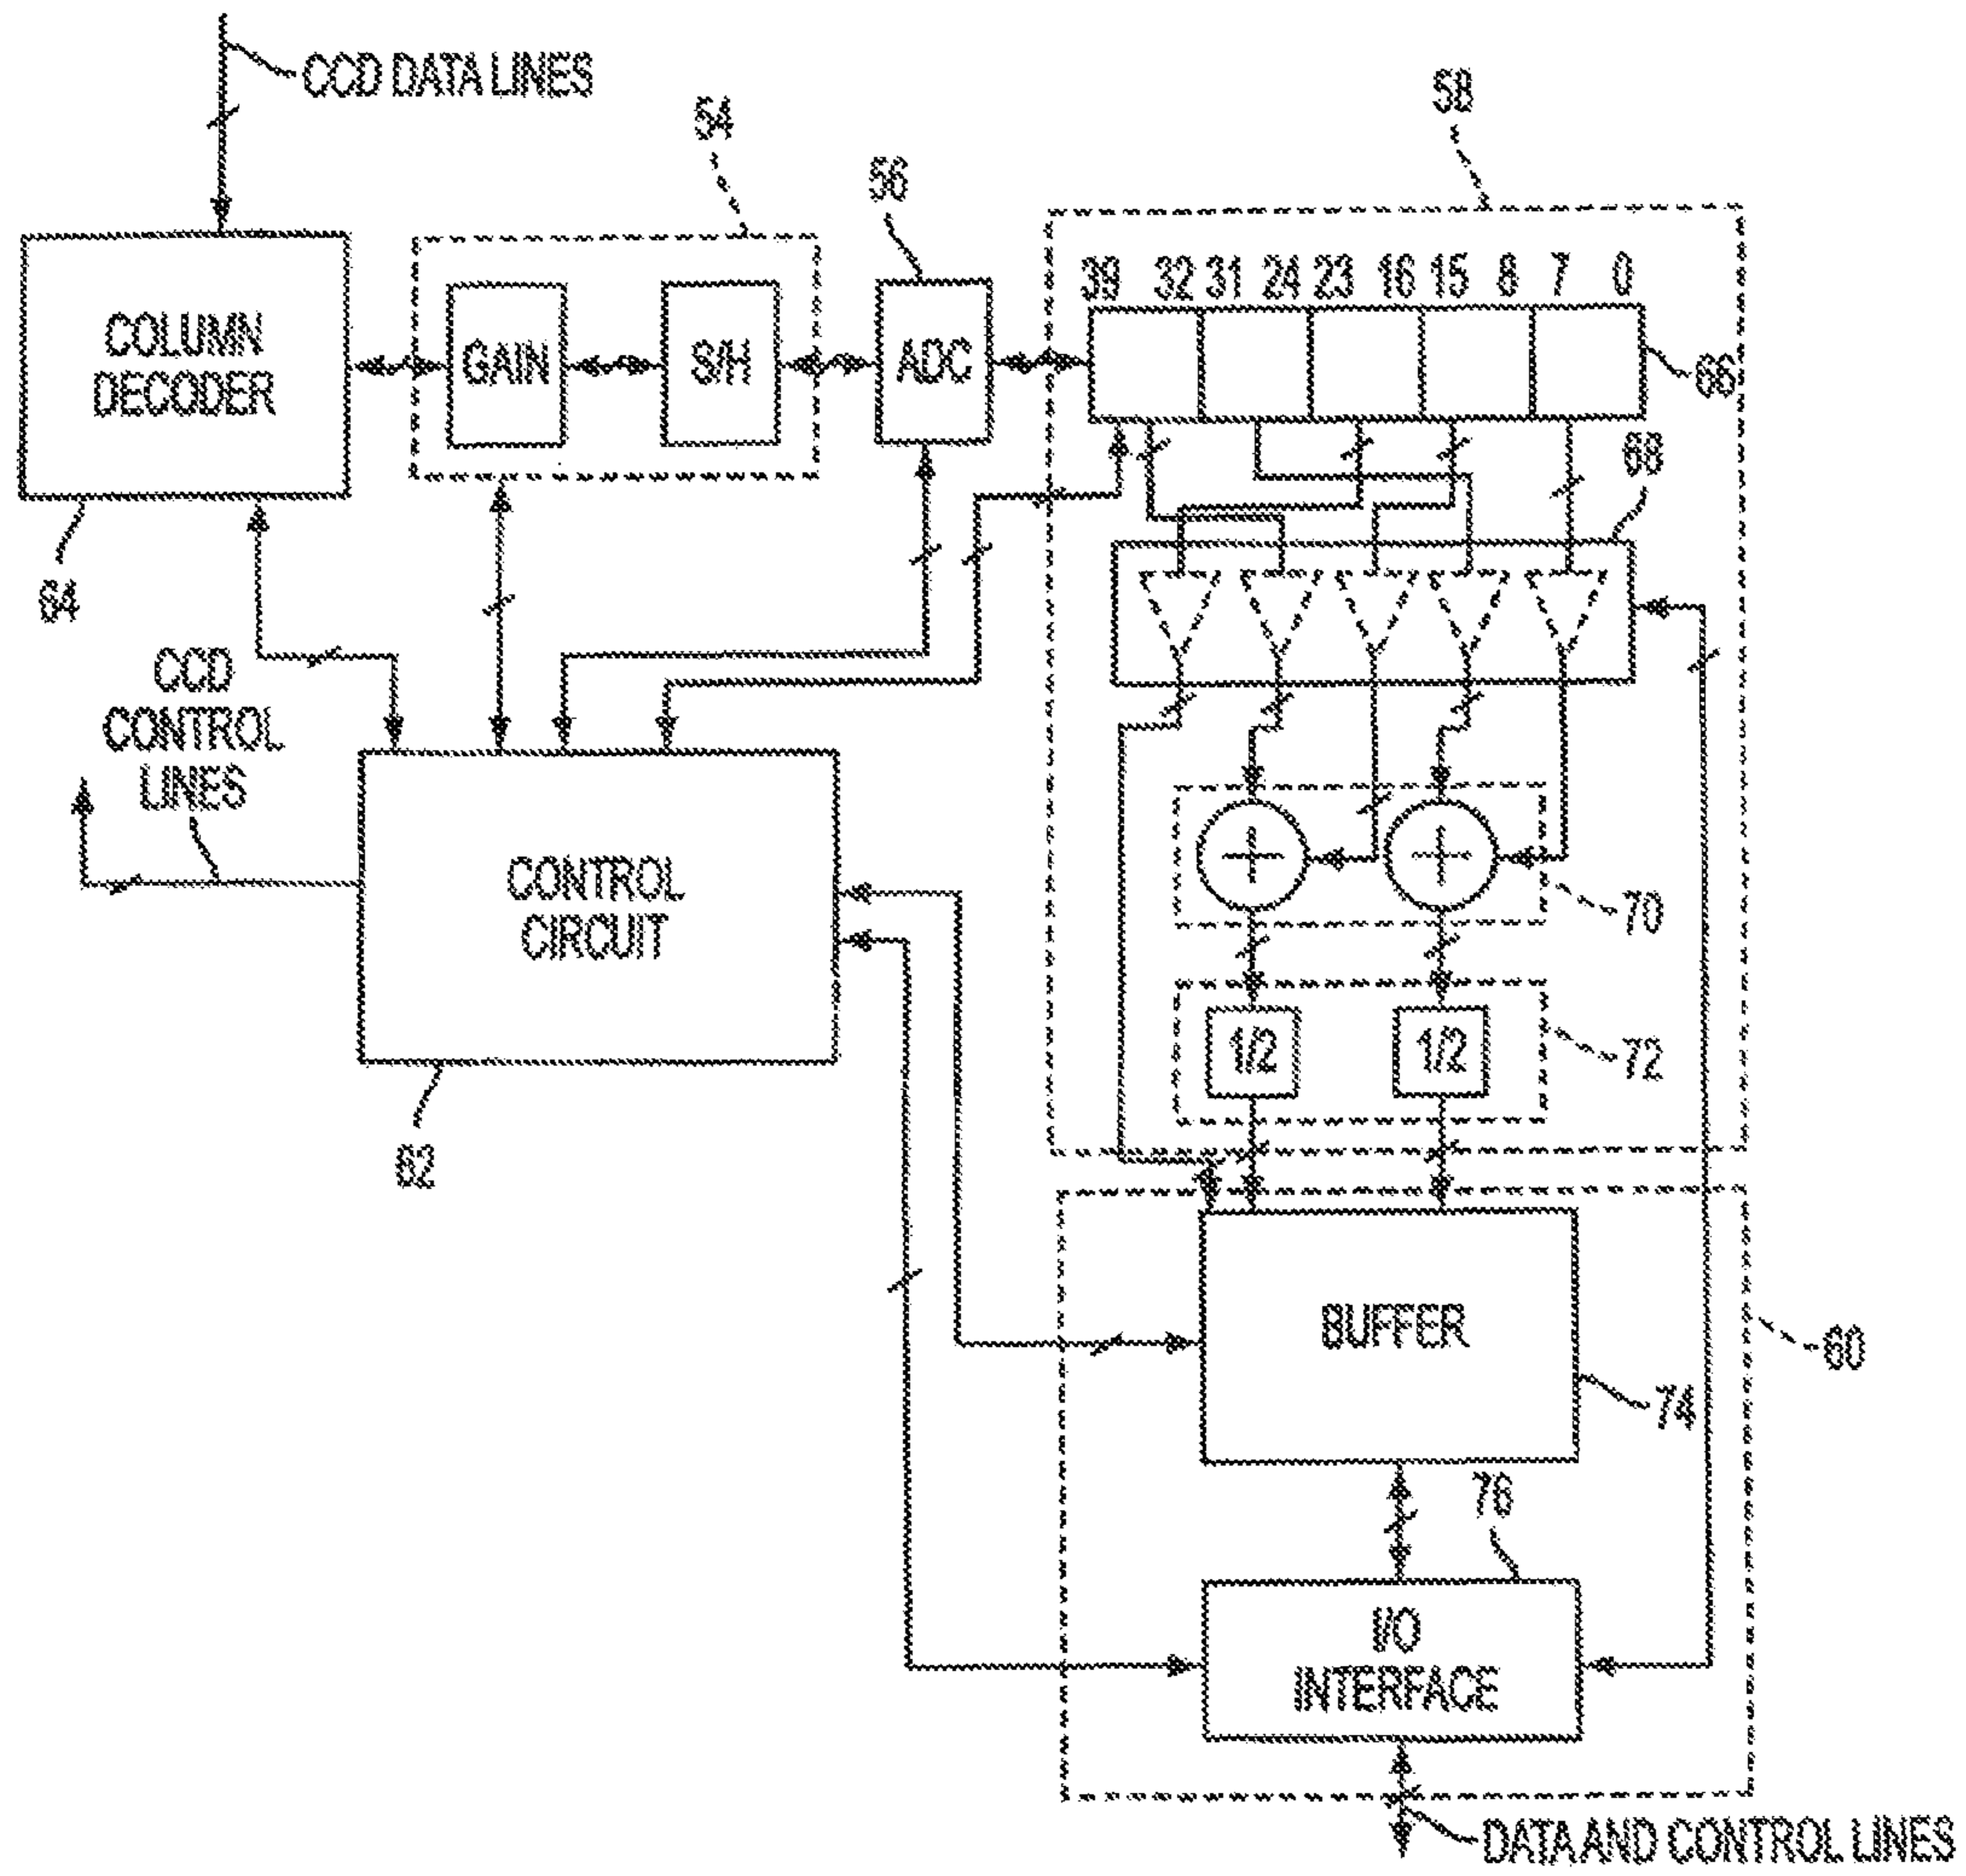 CCD DATA LINES
54
56
58
39 32 31 24 23 16 15 8 7 0
COLUMN
DECODER
GAIN
S/H
ADC
66
68
64
CCD
CONTROL
LINES
CONTROL
CIRCUIT
70
1/2
1/2
72
62
BUFFER
60
74
76
I/O
INTERFACE
DATA AND CONTROL LINES